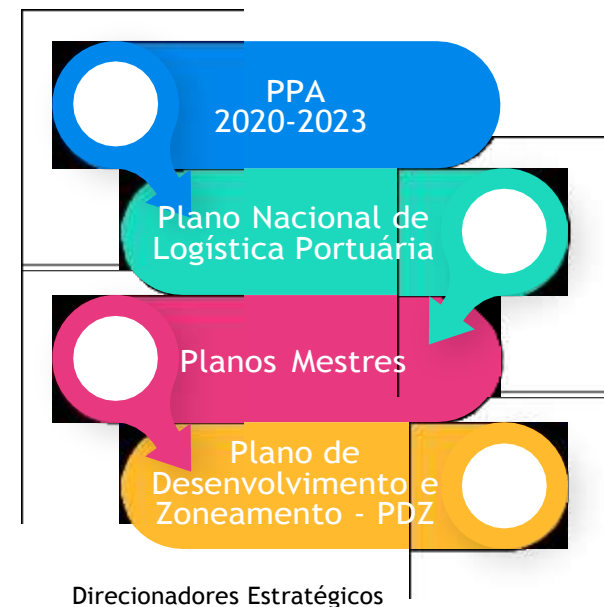 PPA
2020-2023
Plano Nacional de
Logística Portuária
Planos Mestres
Plano de
Desenvolvimento e
Zoneamento - PDZ
Direcionadores Estratégicos